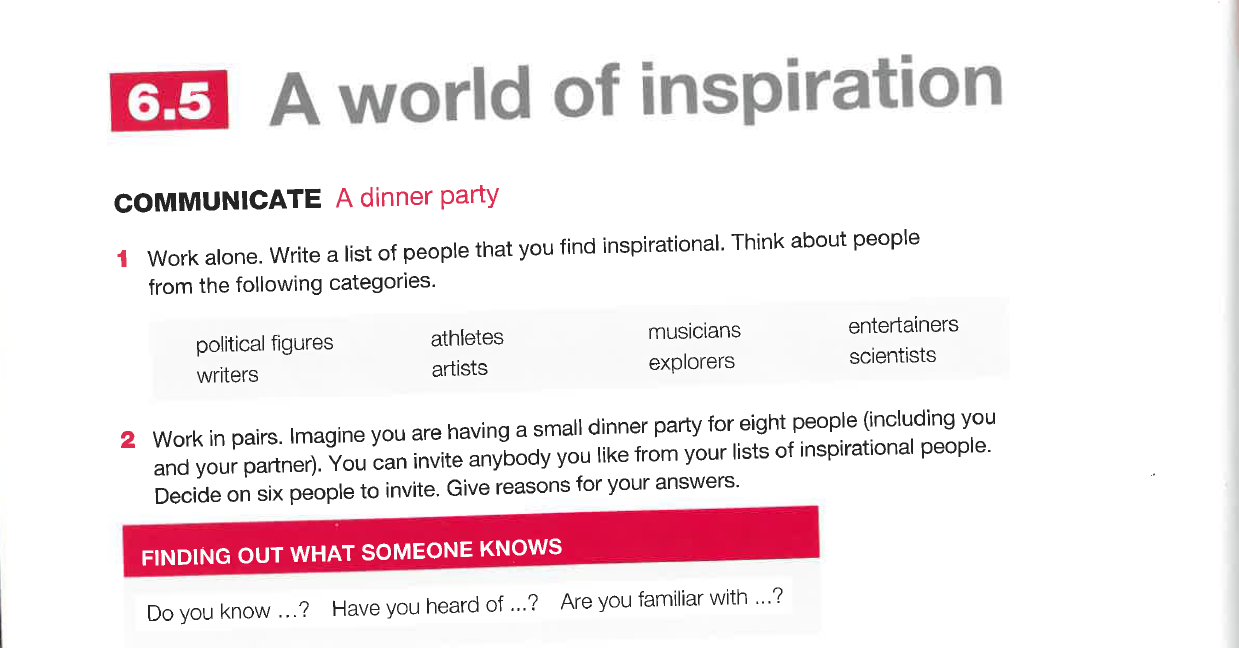 6.5 A world of inspiration
COMMUNICATE A dinner party
1 Work alone. Write a list of people that you find inspirational. Think about people
from the following categories.
political figures athletes musicians entertainers
writers artists explorers scientists
2 Work in pairs. Imagine you are having a small dinner party for eight people (including you
and your partner). You can invite anybody you like from your lists of inspirational people.
Decide on six people to invite. Give reasons for your answers.
FINDING OUT WHAT SOMEONE KNOWS
Do you know ...? Have you heard of ...? Are you familiar with ...?